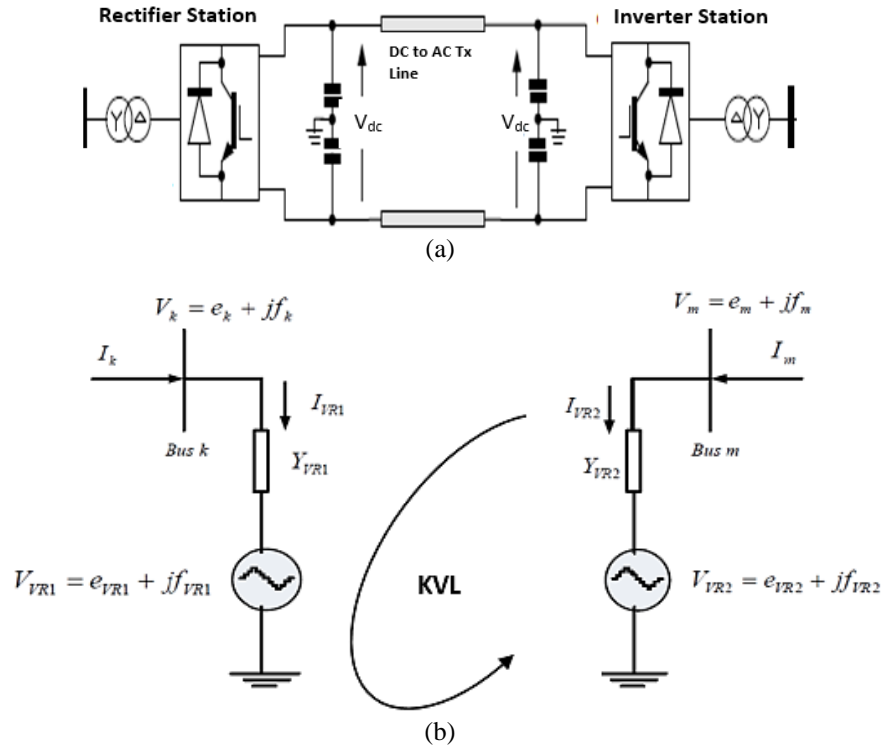 Rectifier Station
Inverter Station
DC to AC Tx
Line
V_dc
V_dc
Y Δ
Δ Y
(a)
V_k = e_k + jf_k
V_m = e_m + jf_m
I_k
I_m
I_VR1
I_VR2
Bus k
Bus m
Y_VR1
Y_VR2
V_VR1 = e_VR1 + jf_VR1
KVL
V_VR2 = e_VR2 + jf_VR2
(b)